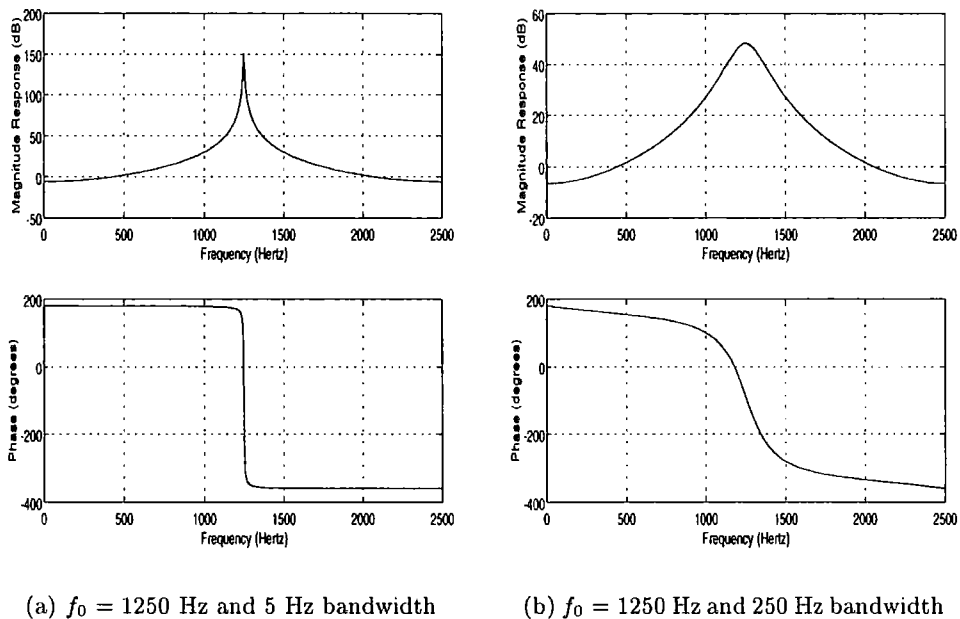 200
150
100
50
0
-50
Magnitude Response (dB)
0 500 1000 1500 2000 2500
Frequency (Hertz)
60
40
20
0
-20
Magnitude Response (dB)
0 500 1000 1500 2000 2500
Frequency (Hertz)
200
0
-200
-400
Phase (degrees)
0 500 1000 1500 2000 2500
Frequency (Hertz)
200
0
-200
-400
Phase (degrees)
0 500 1000 1500 2000 2500
Frequency (Hertz)
(a) f₀ = 1250 Hz and 5 Hz bandwidth
(b) f₀ = 1250 Hz and 250 Hz bandwidth